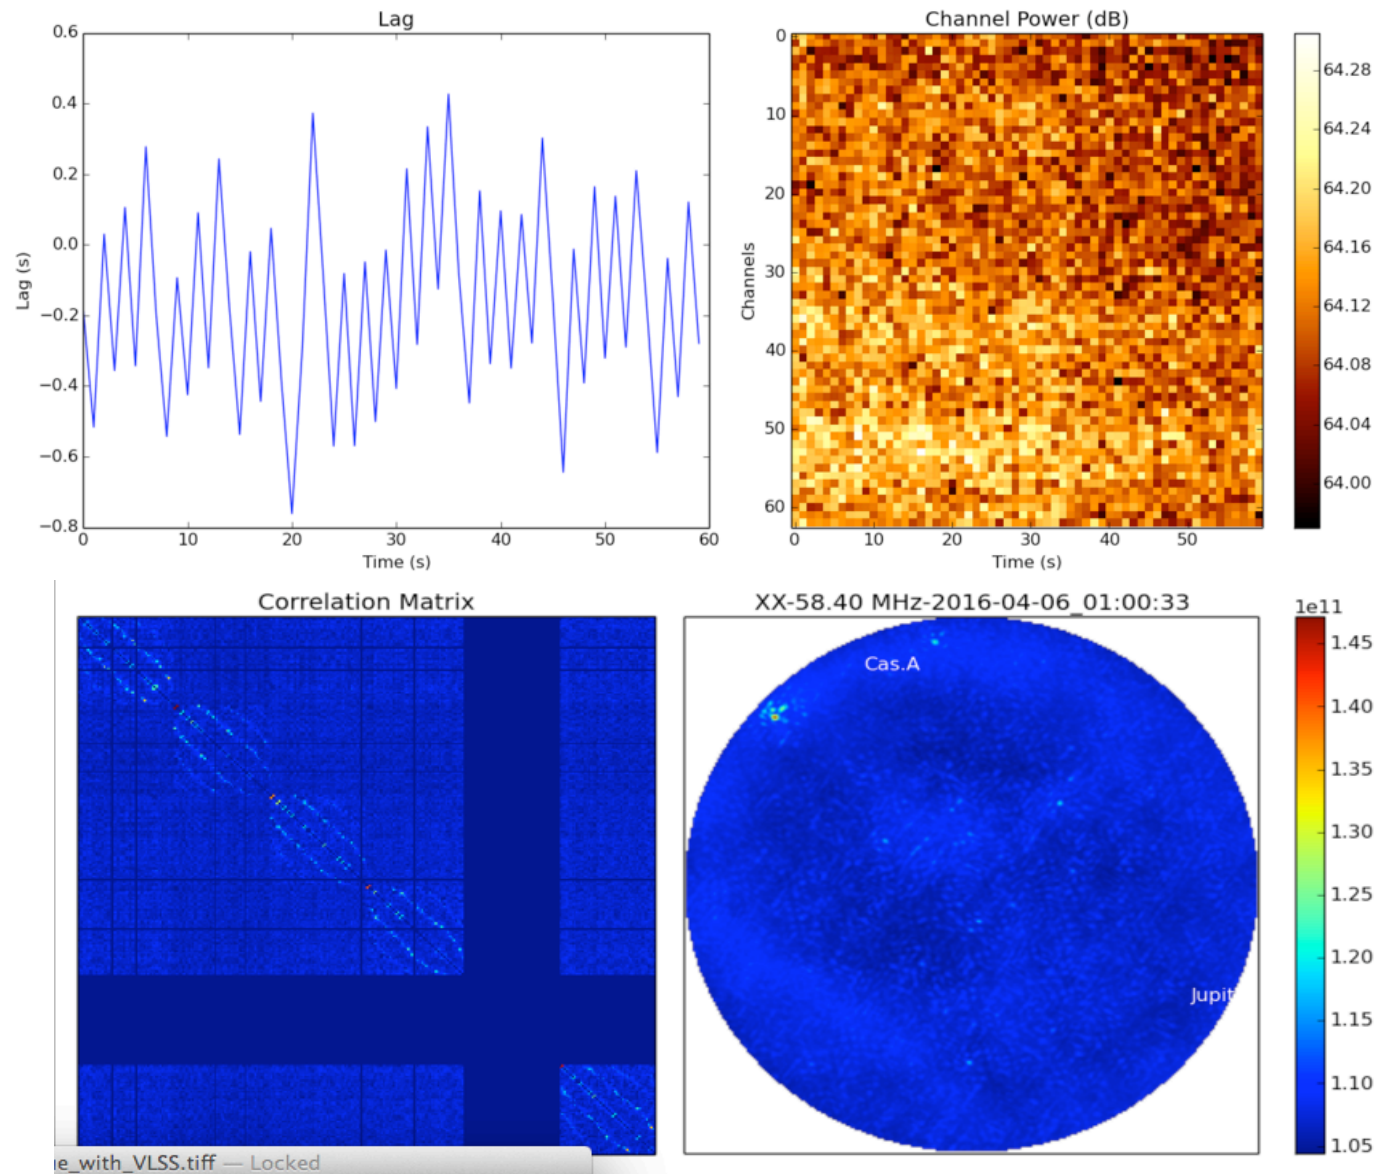 Lag
0.6
0.4
0.2
0.0
−0.2
−0.4
−0.6
−0.8
Lag (s)
0 10 20 30 40 50 60
Time (s)
Channel Power (dB)
0
10
20
30
40
50
60
Channels
0 10 20 30 40 50
Time (s)
64.28
64.24
64.20
64.16
64.12
64.08
64.04
64.00
Correlation Matrix
XX-58.40 MHz-2016-04-06_01:00:33
Cas.A
Jupit
1e11
1.45
1.40
1.35
1.30
1.25
1.20
1.15
1.10
1.05
e_with_VLSS.tiff — Locked